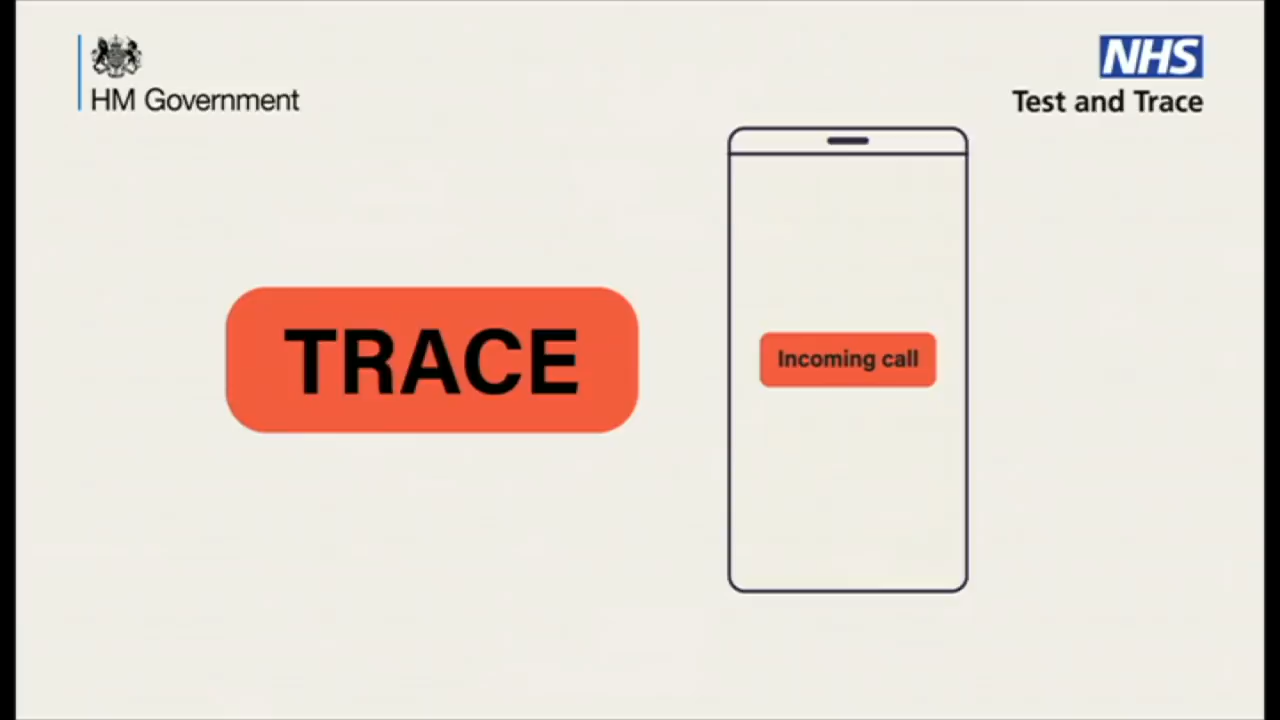 HM Government
NHS
Test and Trace
TRACE
Incoming call